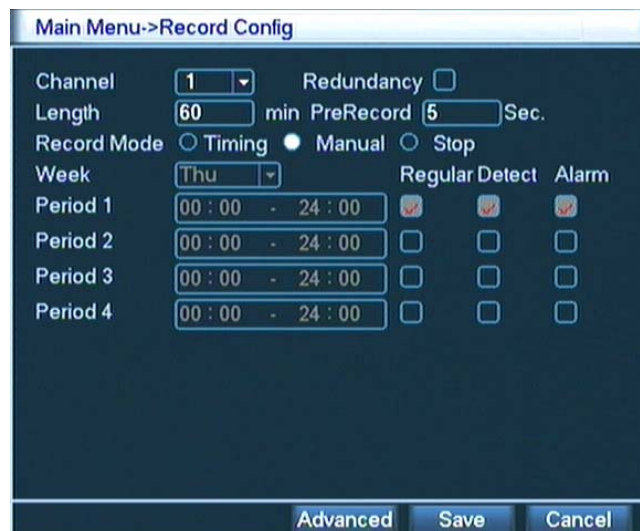 Main Menu->Record Config
Channel 1 Redundancy
Length 60 min PreRecord 5 Sec.
Record Mode Timing Manual Stop
Week Thu Regular Detect Alarm
Period 1 00 : 00 - 24 : 00
Period 2 00 : 00 - 24 : 00
Period 3 00 : 00 - 24 : 00
Period 4 00 : 00 - 24 : 00
Advanced Save Cancel